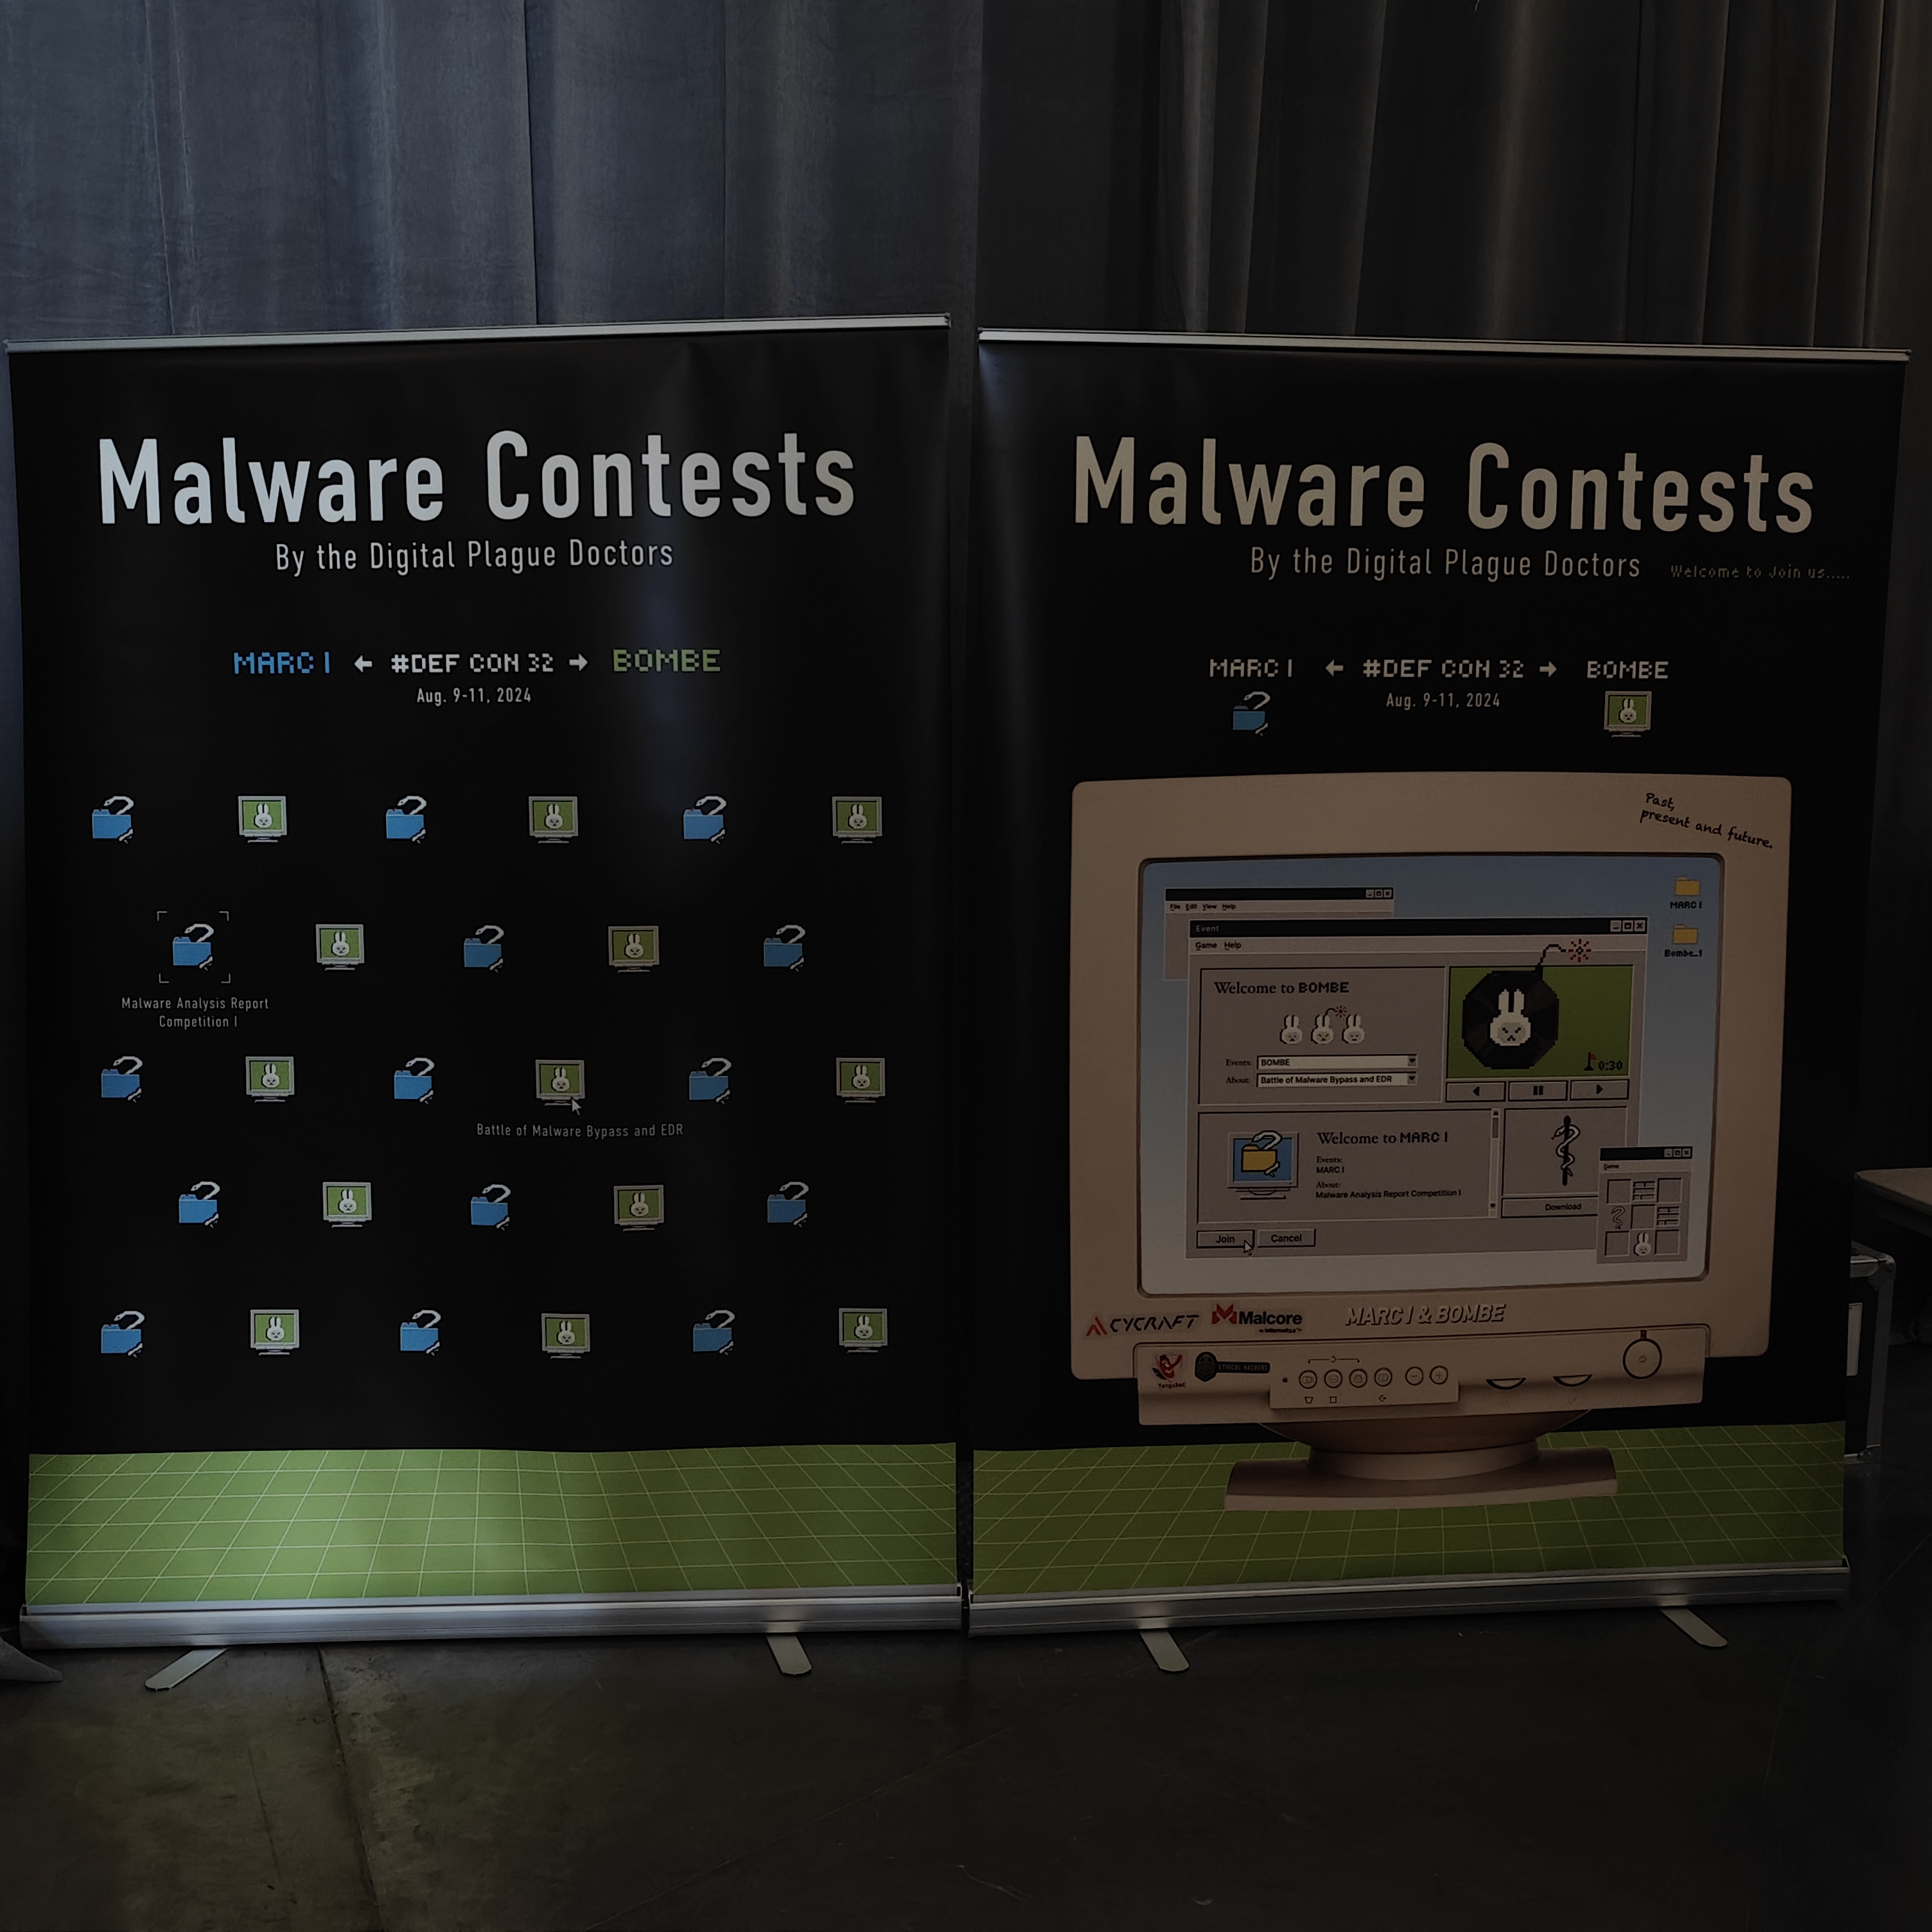 Malware Contests
By the Digital Plague Doctors
MARC I ← #DEF CON 32 → BOMBE
Aug. 9-11, 2024
Malware Analysis Report
Competition I
Battle of Malware Bypass and EDR
Malware Contests
By the Digital Plague Doctors
Welcome to Join us.....
MARC I ← #DEF CON 32 → BOMBE
Aug. 9-11, 2024
Past,
present and future.
File Edit View Help
MARC I
Event
Game Help
Bombe_1
Welcome to BOMBE
Events: BOMBE
About: Battle of Malware Bypass and EDR
0:30
Welcome to MARC I
Events:
MARC I
About:
Malware Analysis Report Competition I
Download
Game
Join
Cancel
CYCRAFT
Malcore
MARC I & BOMBE
ETHICAL HACKERS